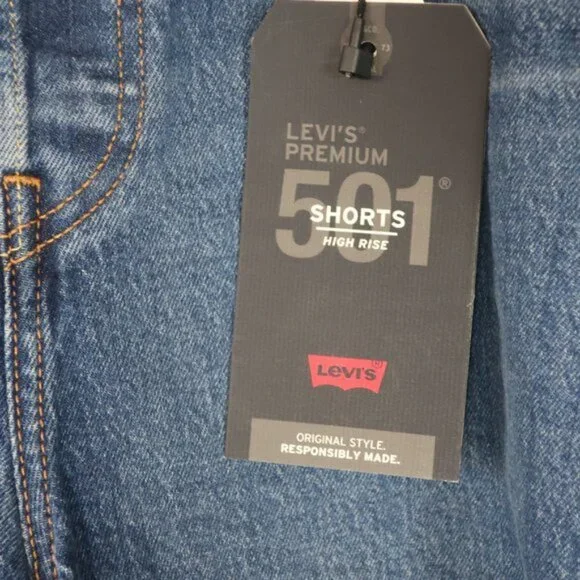 LEVI'S®
PREMIUM
501®
SHORTS
HIGH RISE
Levi's
ORIGINAL STYLE.
RESPONSIBLY MADE.